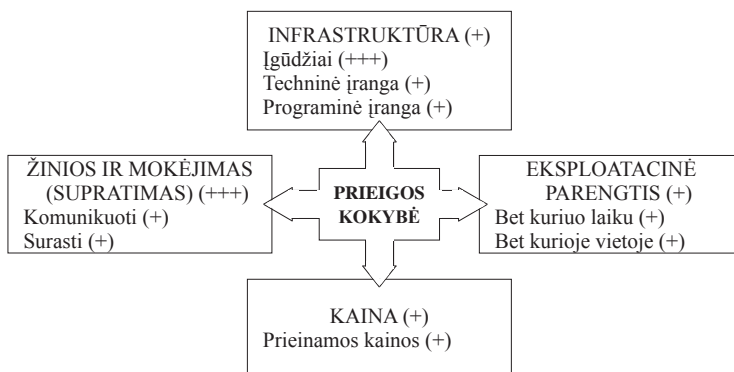 INFRASTRUKTŪRA (+)
Įgūdžiai (+++)
Techninė įranga (+)
Programinė įranga (+)
ŽINIOS IR MOKĖJIMAS
(SUPRATIMAS) (+++)
Komunikuoti (+)
Surasti (+)
PRIEIGOS
KOKYBĖ
EKSPLOATACINĖ
PARENGTIS (+)
Bet kuriuo laiku (+)
Bet kurioje vietoje (+)
KAINA (+)
Prieinamos kainos (+)